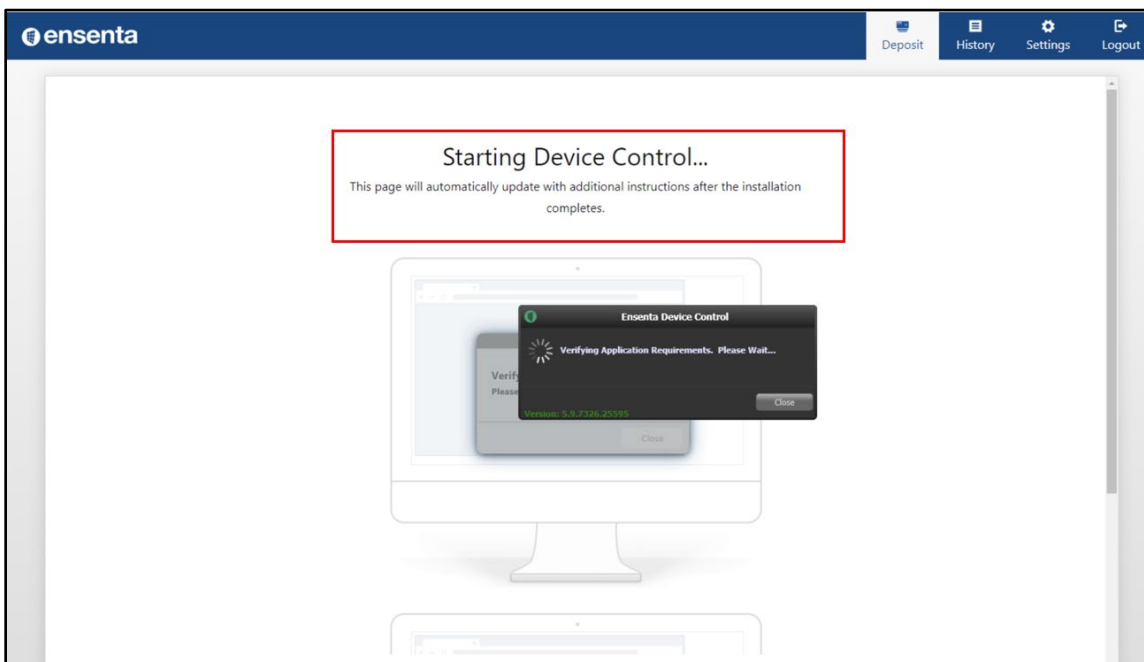 ensenta
Deposit
History
Settings
Logout
Starting Device Control...
This page will automatically update with additional instructions after the installation
completes.
Ensenta Device Control
Verifying Application Requirements. Please Wait...
Close
Version: 5.9.7326.25595
Verify
Please
Close